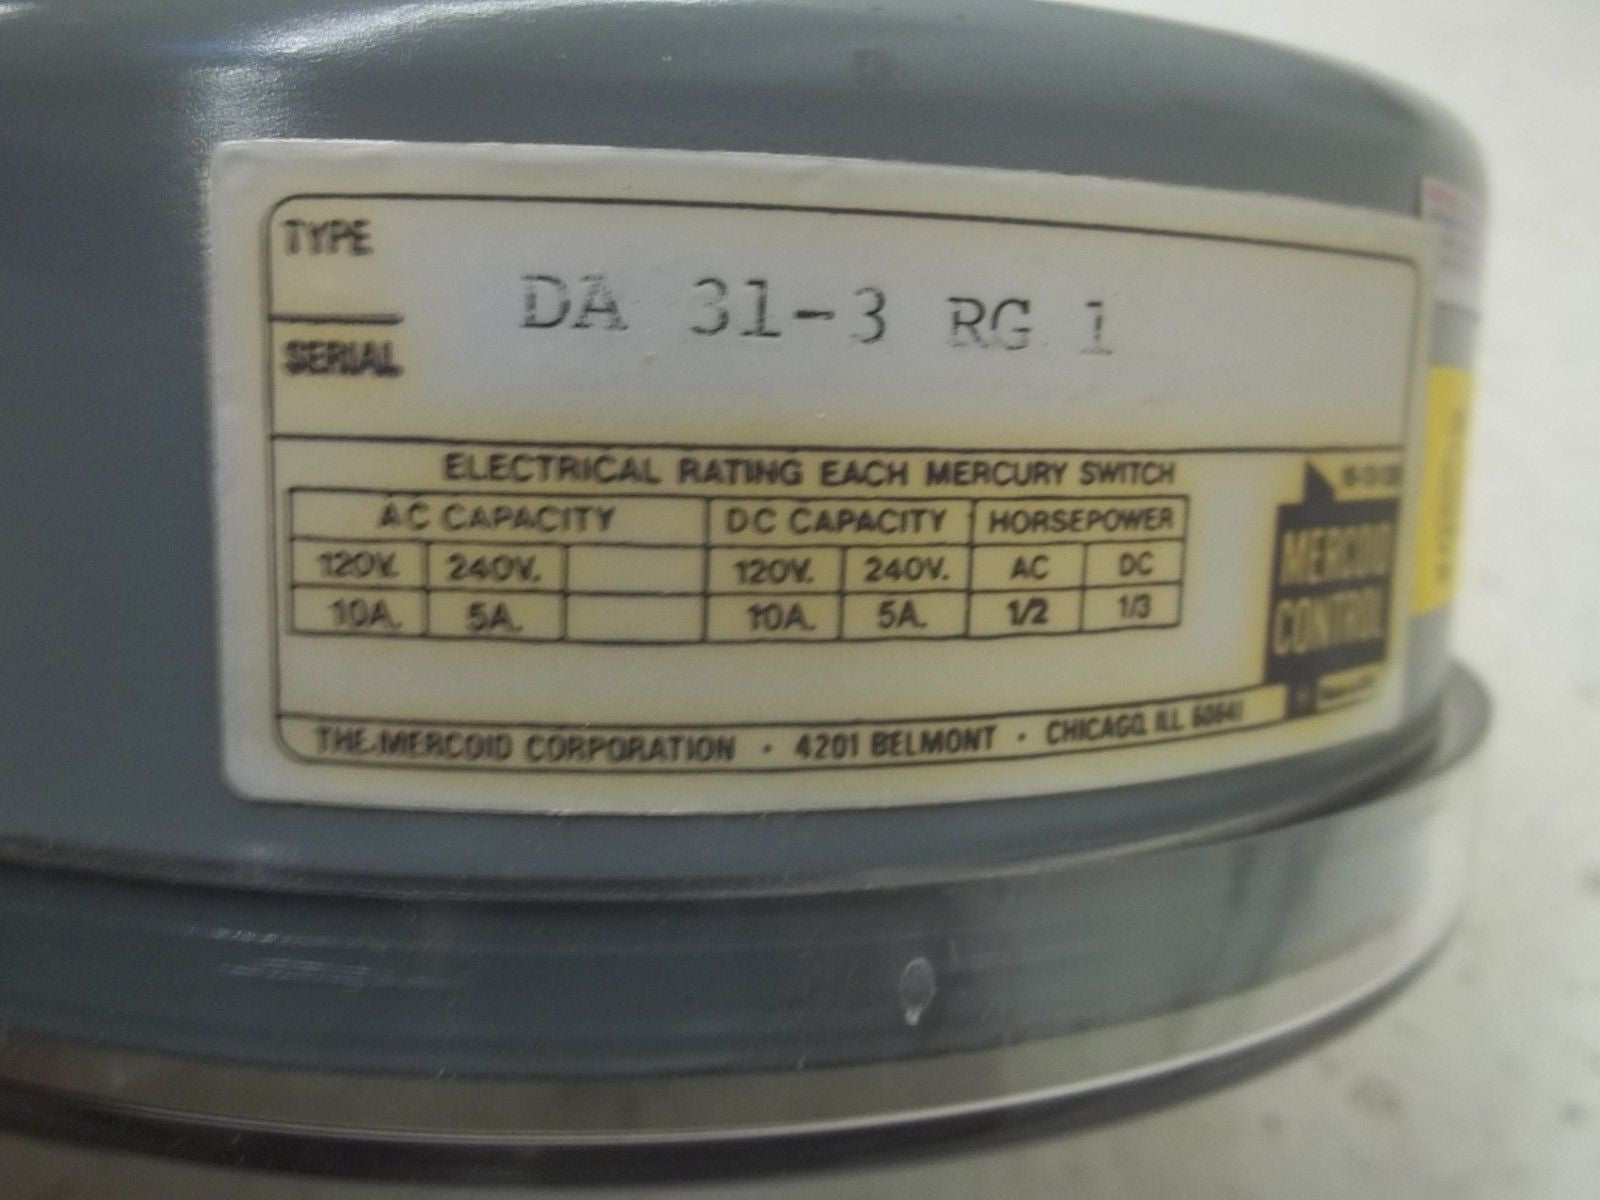 TYPE
DA 31-3 RG 1
SERIAL
ELECTRICAL RATING EACH MERCURY SWITCH
AC CAPACITY DC CAPACITY HORSEPOWER
120V. 240V. 120V. 240V. AC DC
10A. 5A. 10A. 5A. 1/2 1/3
MERCOID
CONTROL
THE MERCOID CORPORATION · 4201 BELMONT · CHICAGO, ILL. 60641